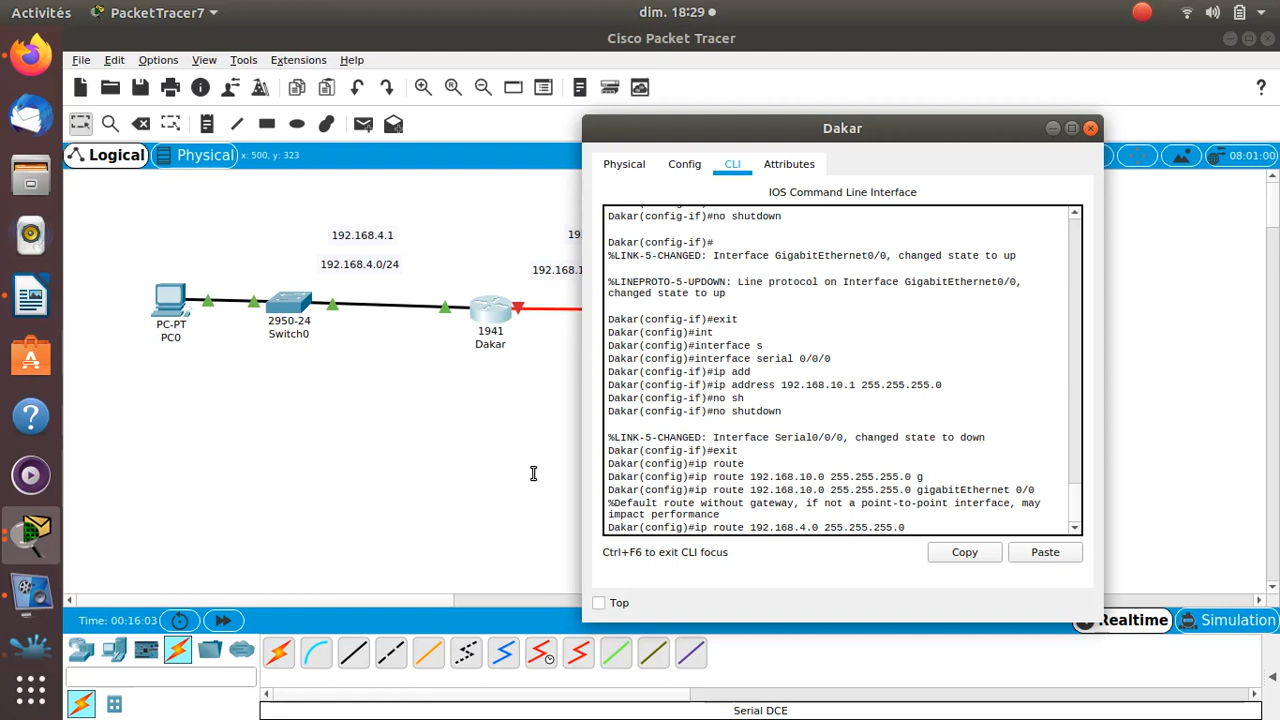 Activités
PacketTracer7
dim. 18:29
Cisco Packet Tracer
File Edit Options View Tools Extensions Help
Logical
Physical
x: 500, y: 323
08:01:00
Dakar
Physical Config CLI Attributes
IOS Command Line Interface
Dakar(config-if)#no shutdown
Dakar(config-if)#
%LINK-5-CHANGED: Interface GigabitEthernet0/0, changed state to up
%LINEPROTO-5-UPDOWN: Line protocol on Interface GigabitEthernet0/0,
changed state to up
Dakar(config-if)#exit
Dakar(config)#int
Dakar(config)#interface s
Dakar(config)#interface serial 0/0/0
Dakar(config-if)#ip add
Dakar(config-if)#ip address 192.168.10.1 255.255.255.0
Dakar(config-if)#no sh
Dakar(config-if)#no shutdown
%LINK-5-CHANGED: Interface Serial0/0/0, changed state to down
Dakar(config-if)#exit
Dakar(config)#ip route
Dakar(config)#ip route 192.168.10.0 255.255.255.0 g
Dakar(config)#ip route 192.168.10.0 255.255.255.0 gigabitEthernet 0/0
%Default route without gateway, if not a point-to-point interface, may
impact performance
Dakar(config)#ip route 192.168.4.0 255.255.255.0
Ctrl+F6 to exit CLI focus
Copy
Paste
Top
192.168.4.1
192.168.4.0/24
19
192.168.1
PC-PT
PC0
2950-24
Switch0
1941
Dakar
Time: 00:16:03
Realtime
Simulation
Serial DCE